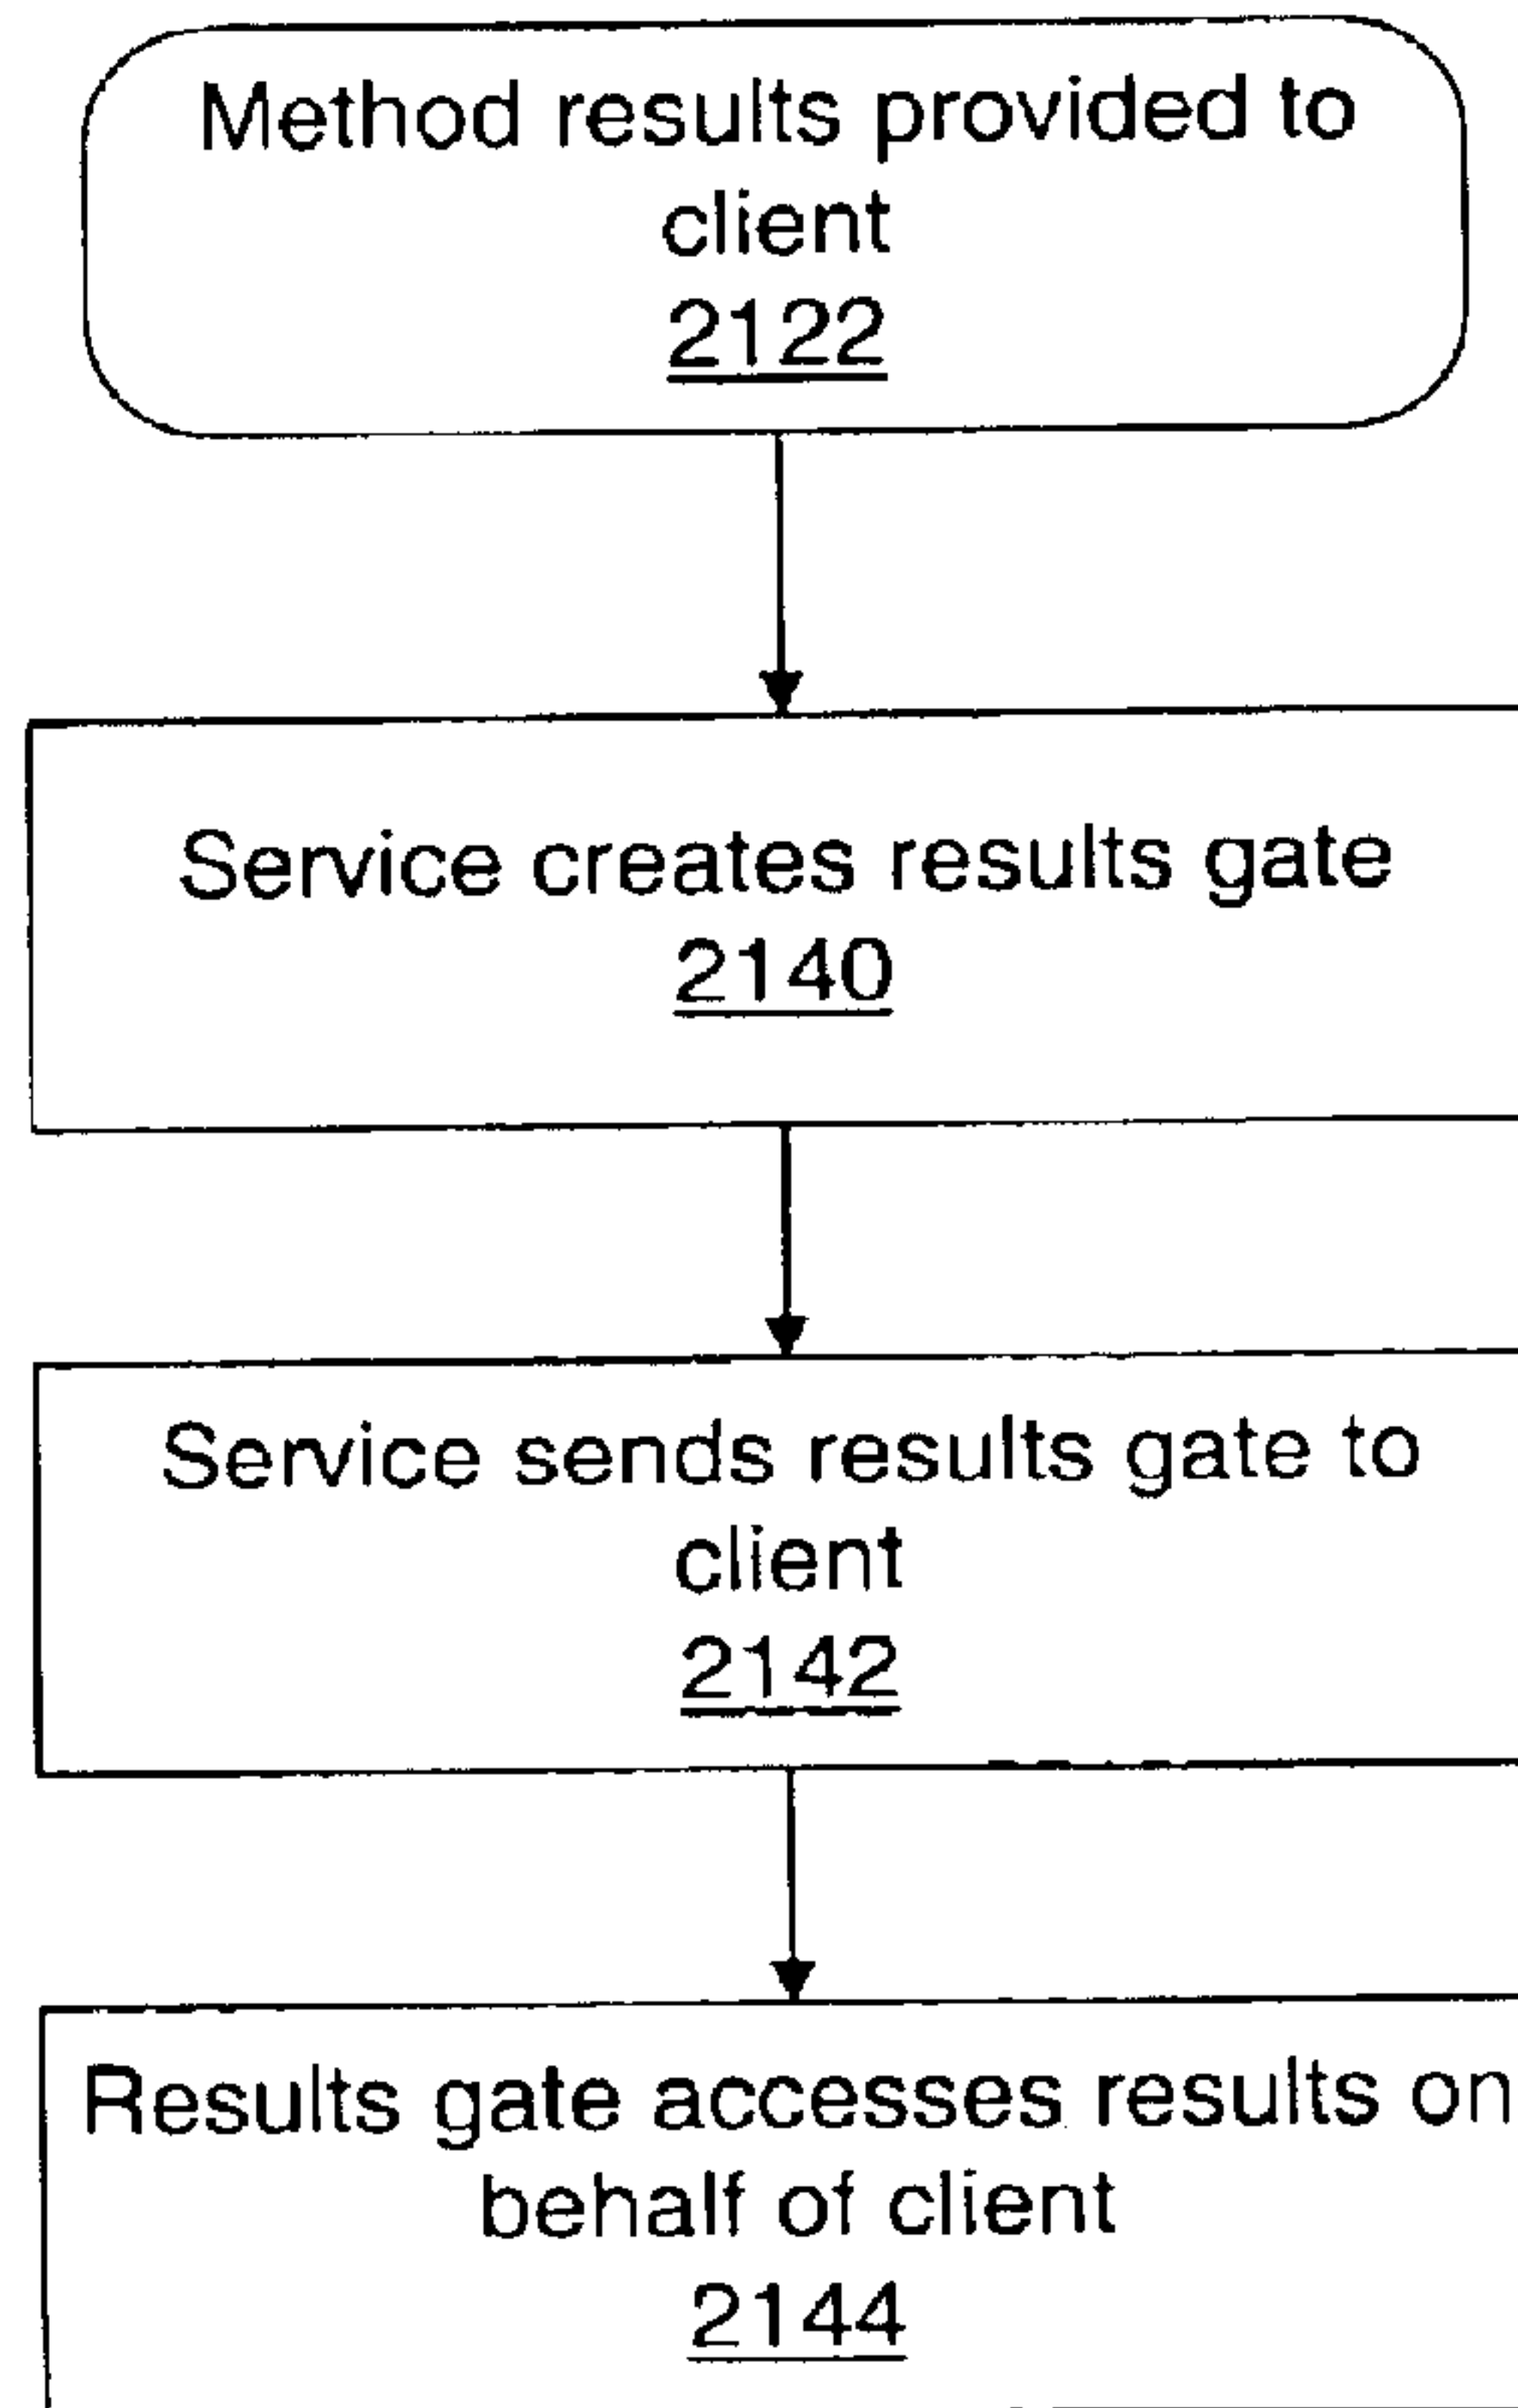 Method results provided to
client
2122
Service creates results gate
2140
Service sends results gate to
client
2142
Results gate accesses results on
behalf of client
2144